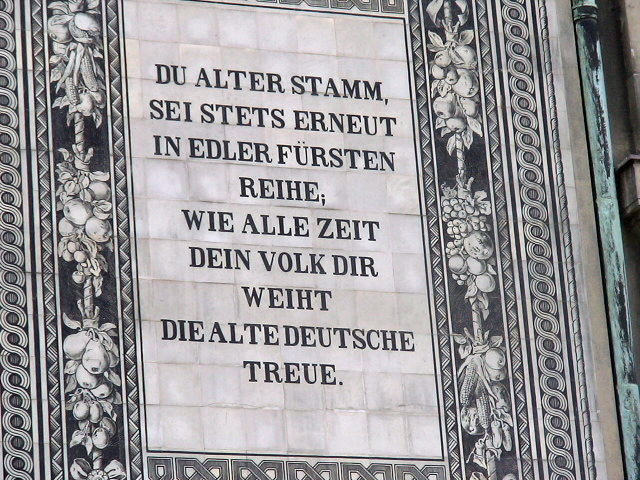 DU ALTER STAMM,
SEI STETS ERNEUT
IN EDLER FÜRSTEN
REIHE;
WIE ALLE ZEIT
DEIN VOLK DIR
WEIHT
DIE ALTE DEUTSCHE
TREUE.